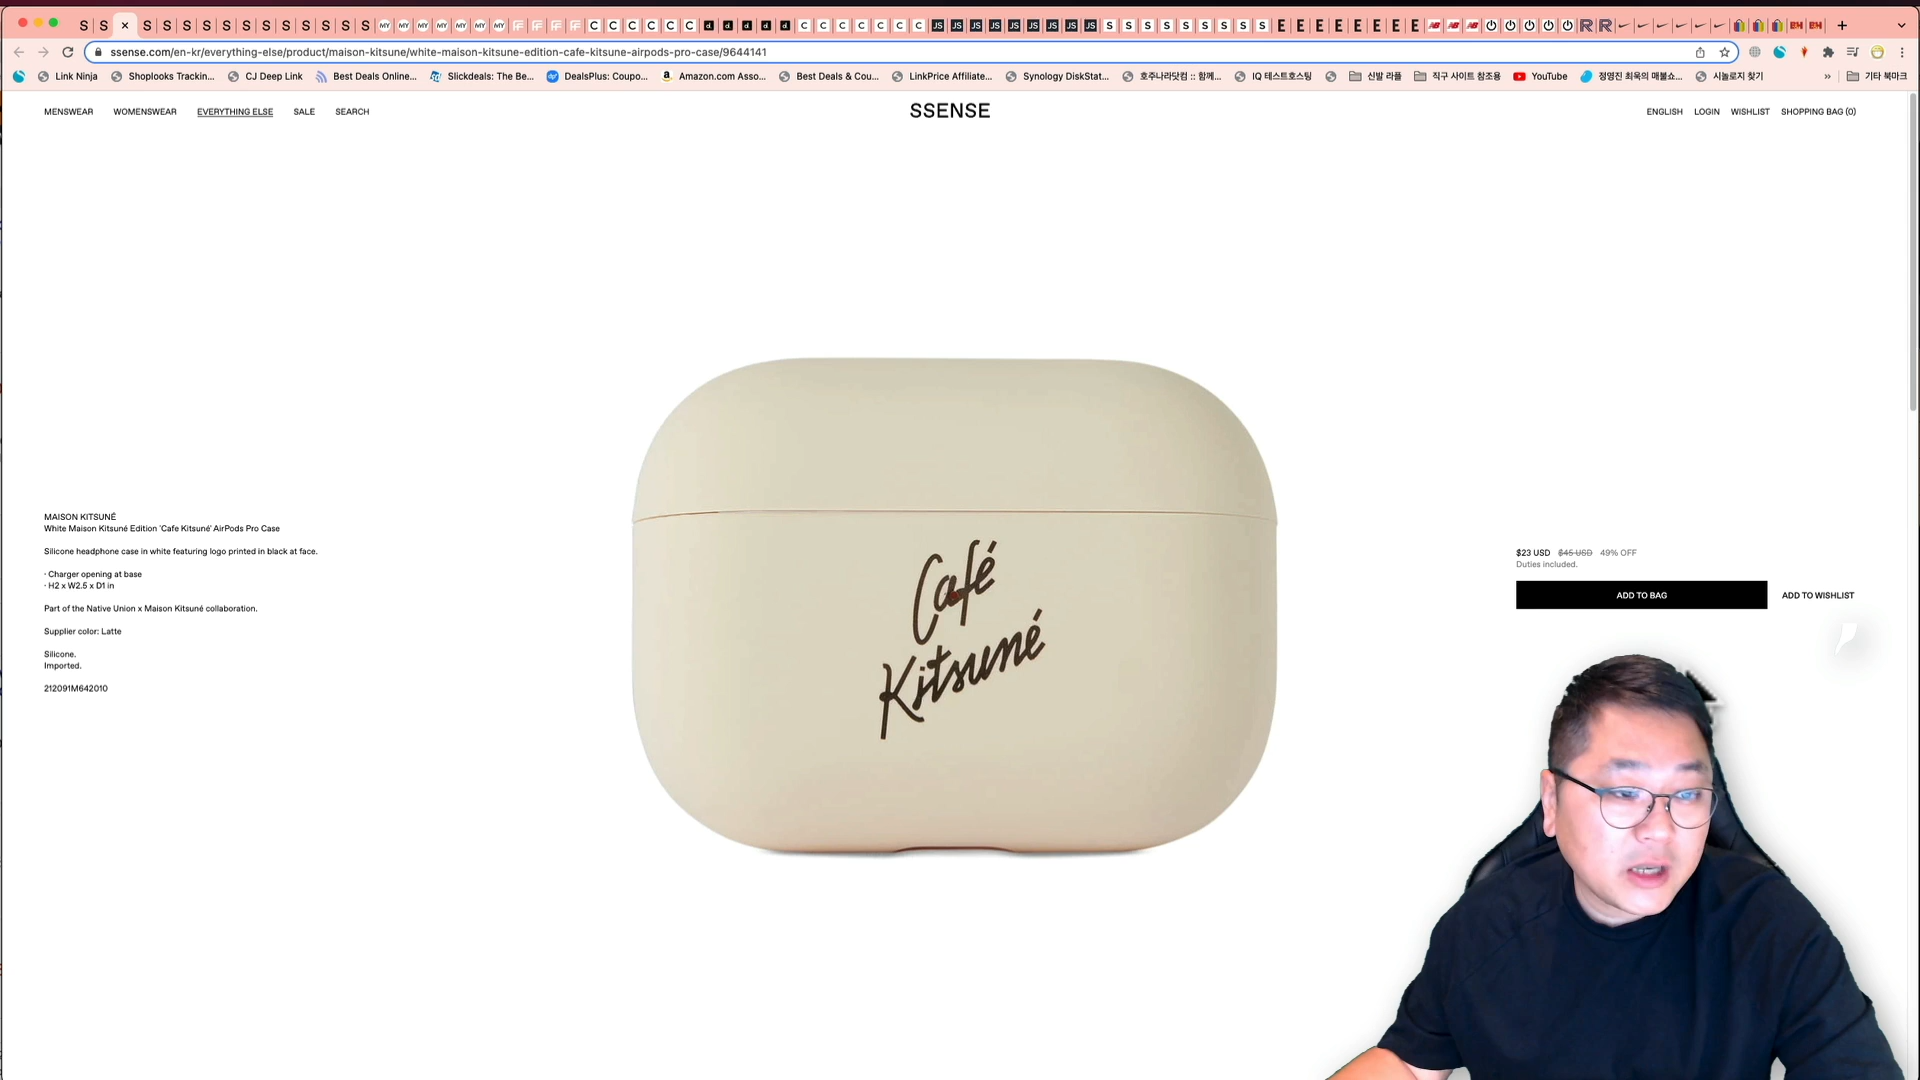 ssense.com/en-kr/everything-else/product/maison-kitsune/white-maison-kitsune-edition-cafe-kitsune-airpods-pro-case/9644141
Link Ninja Shoplooks Trackin... CJ Deep Link Best Deals Online... Slickdeals: The Be... DealsPlus: Coupo... Amazon.com Asso... Best Deals & Cou... LinkPrice Affiliate... Synology DiskStat... 호주나라닷컴 :: 함께... IQ 테스트호스팅 신발 라플 직구 사이트 참조용 YouTube 정영진 최욱의 매불쇼... 시놀로지 찾기 » 기타 북마크
MENSWEAR WOMENSWEAR EVERYTHING ELSE SALE SEARCH SSENSE ENGLISH LOGIN WISHLIST SHOPPING BAG (0)
MAISON KITSUNÉ
White Maison Kitsuné Edition 'Cafe Kitsuné' AirPods Pro Case
Silicone headphone case in white featuring logo printed in black at face.
· Charger opening at base
· H2 x W2.5 x D1 in
Part of the Native Union x Maison Kitsuné collaboration.
Supplier color: Latte
Silicone.
Imported.
212091M642010
Café
Kitsuné
$23 USD $45 USD 49% OFF
Duties included.
ADD TO BAG ADD TO WISHLIST